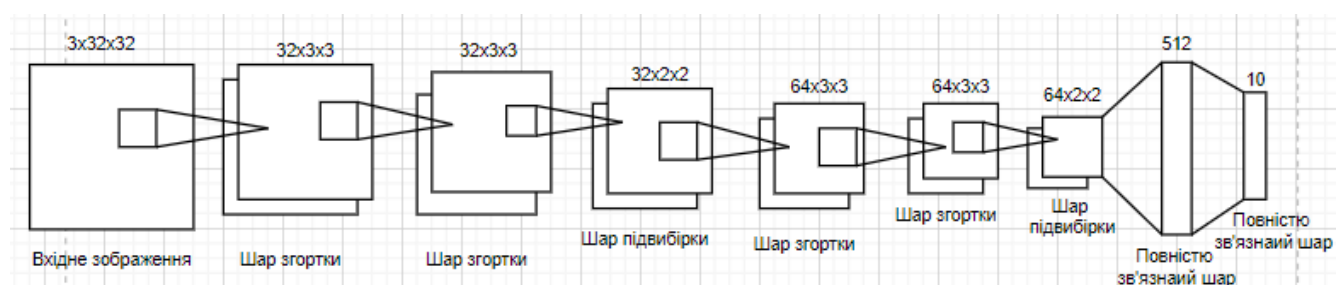 3x32x32
32x3x3
32x3x3
32x2x2
64x3x3
64x3x3
64x2x2
512
10
Вхідне зображення
Шар згортки
Шар згортки
Шар підвибірки
Шар згортки
Шар згортки
Шар
підвибірки
Повністю
зв'язнаий шар
Повністю
зв'язнаий шар